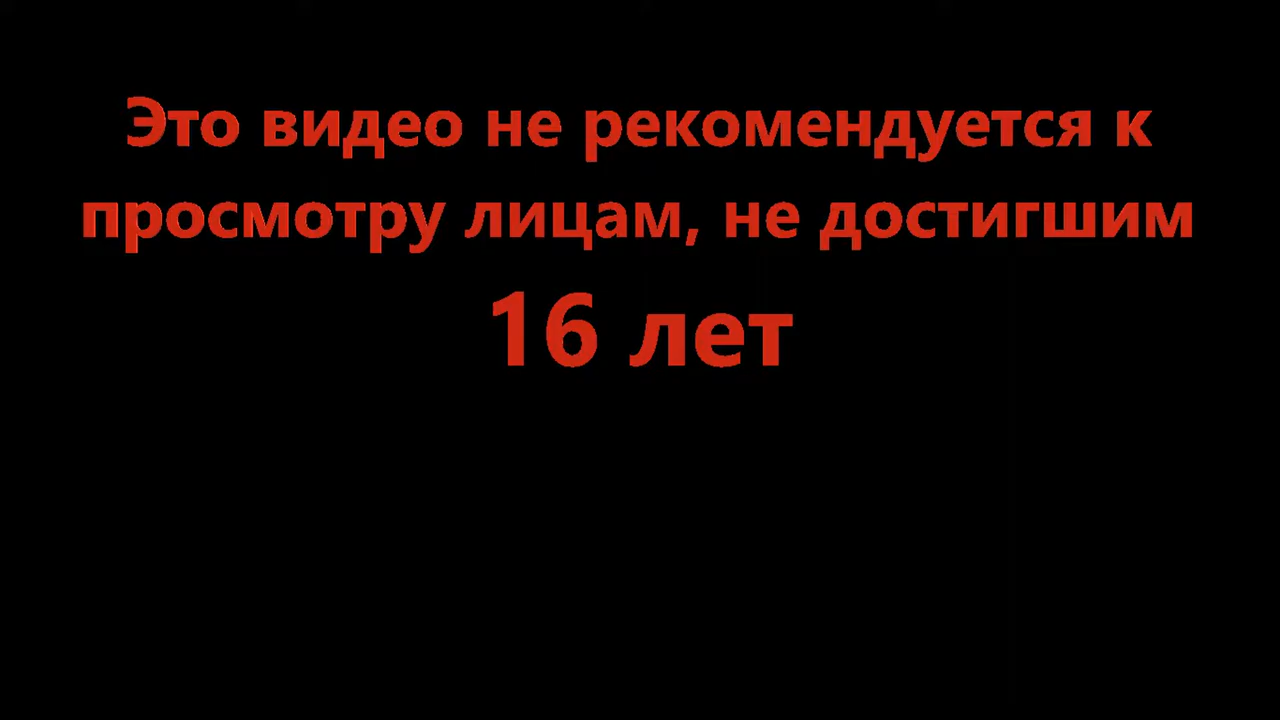 Это видео не рекомендуется к
просмотру лицам, не достигшим
16 лет